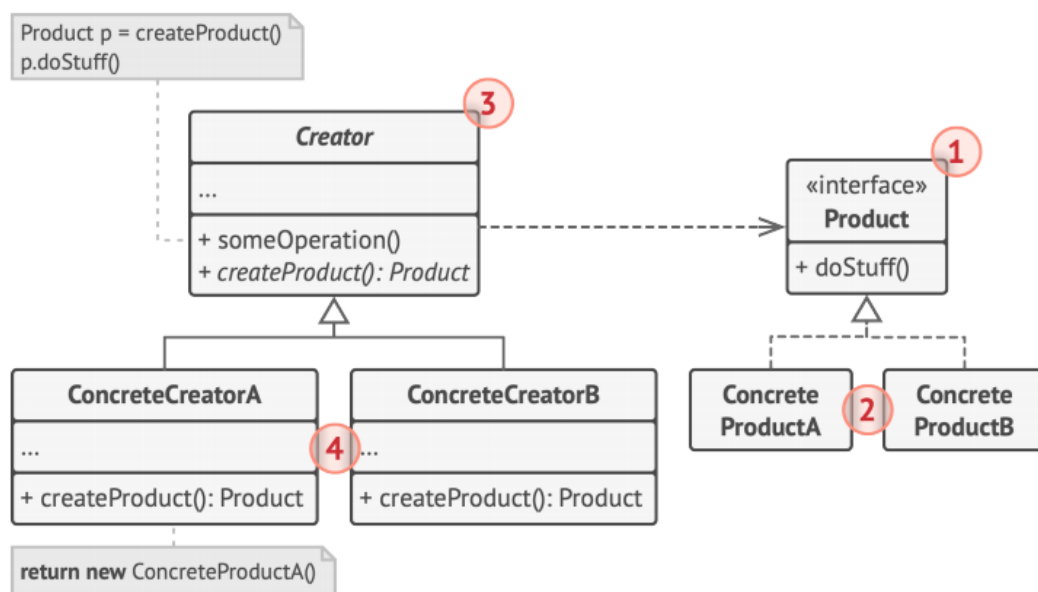 Product p = createProduct()
p.doStuff()
3
Creator
...
+ someOperation()
+ createProduct(): Product
1
«interface»
Product
+ doStuff()
ConcreteCreatorA
...
+ createProduct(): Product
4
ConcreteCreatorB
...
+ createProduct(): Product
Concrete
ProductA
2
Concrete
ProductB
return new ConcreteProductA()